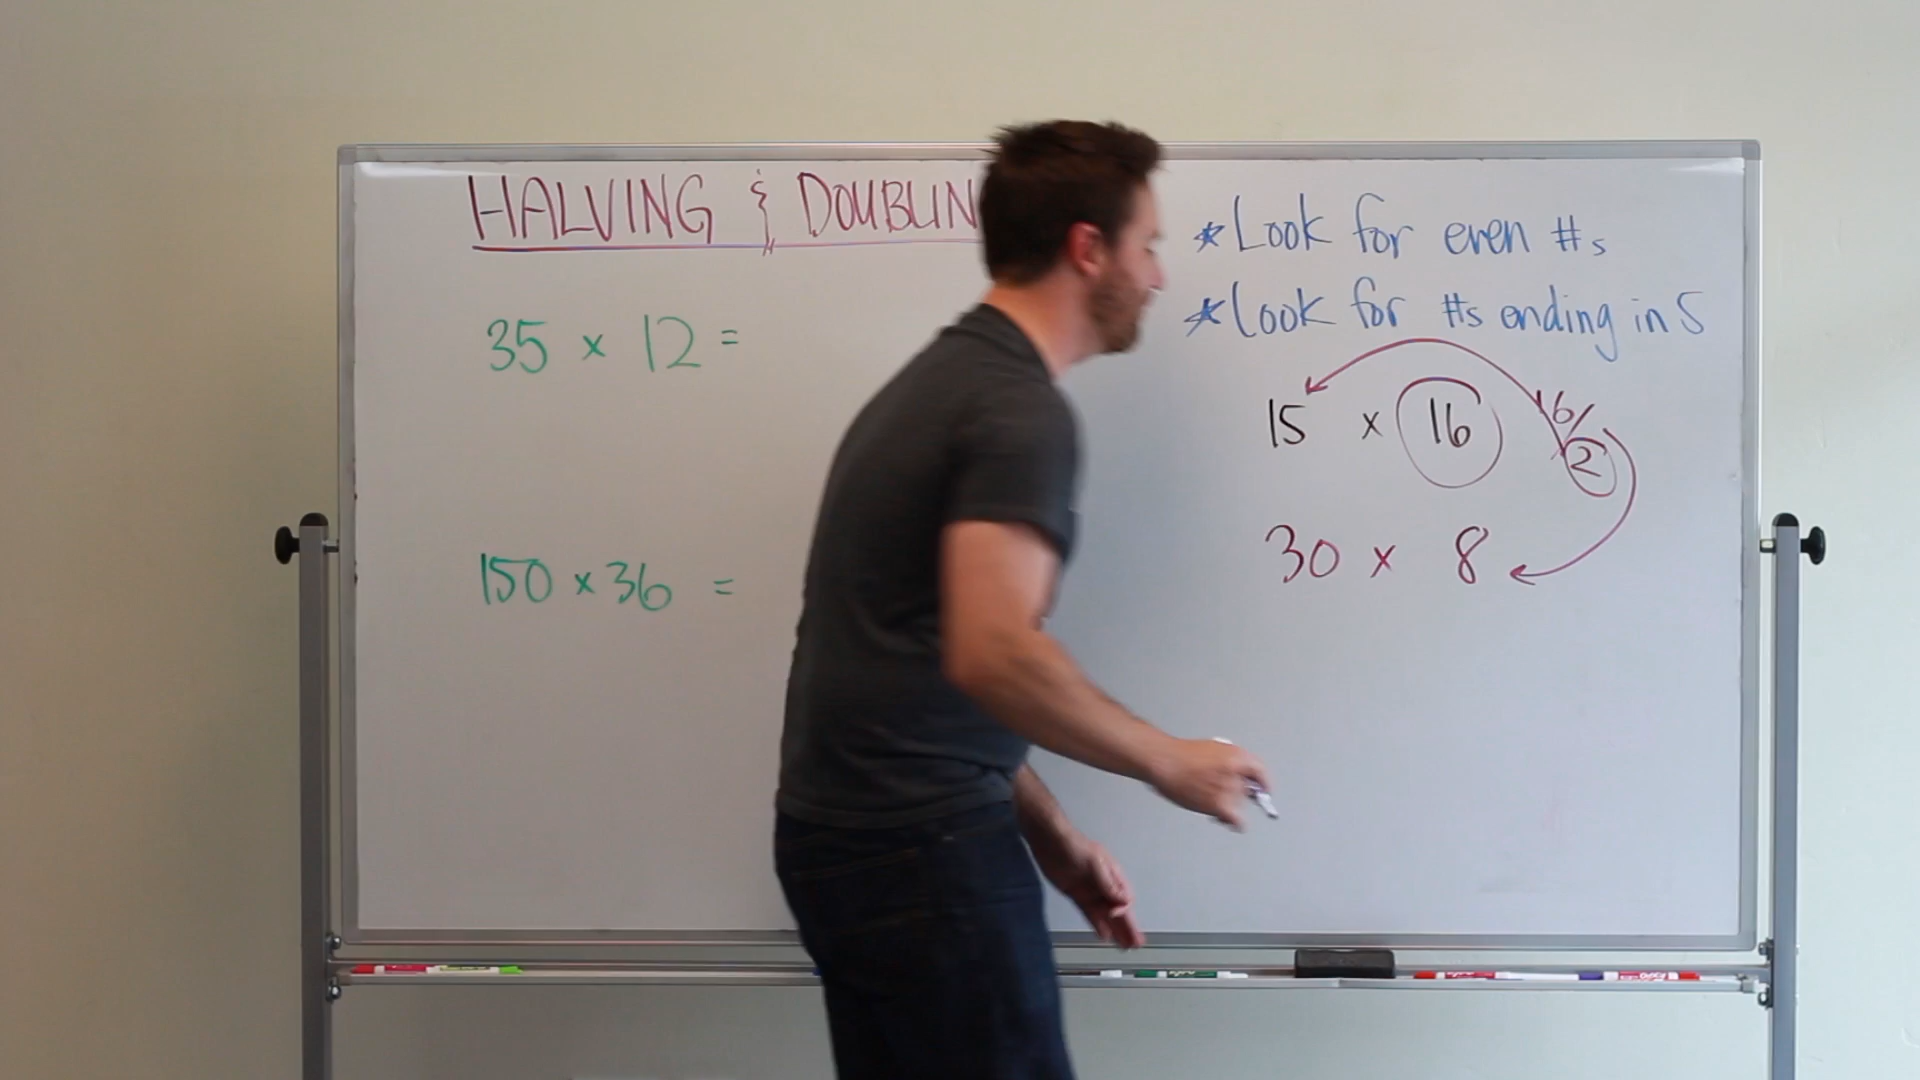 HALVING & DOUBLIN
35 x 12 =
150 x 36 =
*Look for even #s
*Look for #s ending in 5
15 x 16
16/2
30 x 8